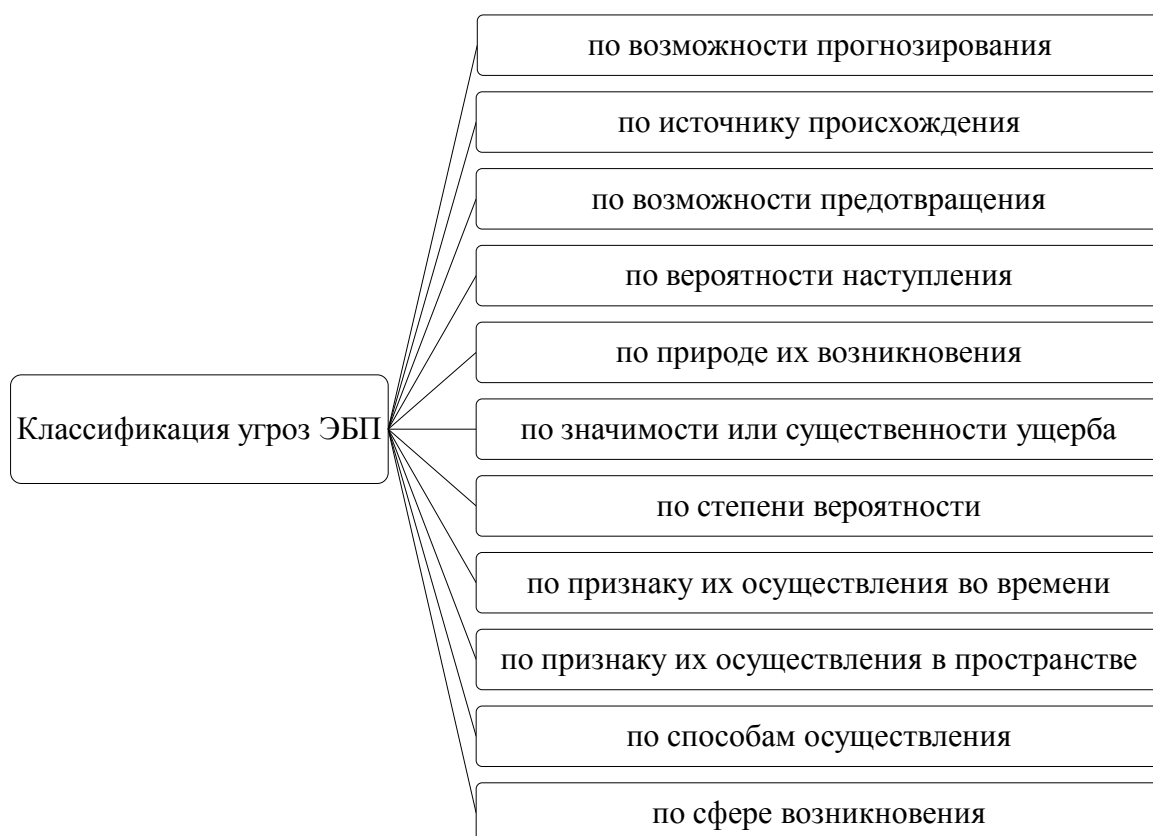 по возможности прогнозирования
по источнику происхождения
по возможности предотвращения
по вероятности наступления
по природе их возникновения
Классификация угроз ЭБП
по значимости или существенности ущерба
по степени вероятности
по признаку их осуществления во времени
по признаку их осуществления в пространстве
по способам осуществления
по сфере возникновения